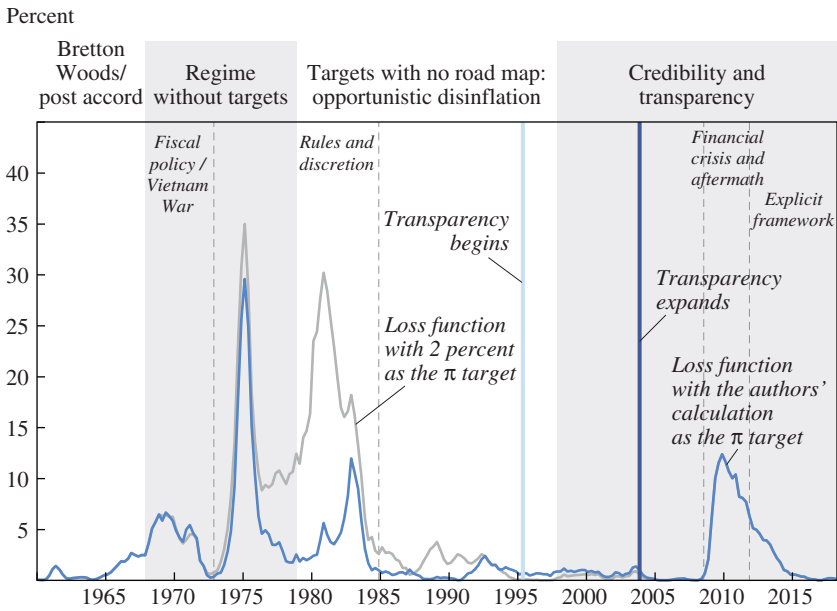 Percent
Bretton
Woods/
post accord
Regime
without targets
Targets with no road map:
opportunistic disinflation
Credibility and
transparency
Fiscal
policy /
Vietnam
War
Rules and
discretion
Financial
crisis and
aftermath
Explicit
framework
Transparency
begins
Transparency
expands
Loss function
with 2 percent
as the π target
Loss function
with the authors’
calculation
as the π target
40
35
30
25
20
15
10
5
1965 1970 1975 1980 1985 1990 1995 2000 2005 2010 2015